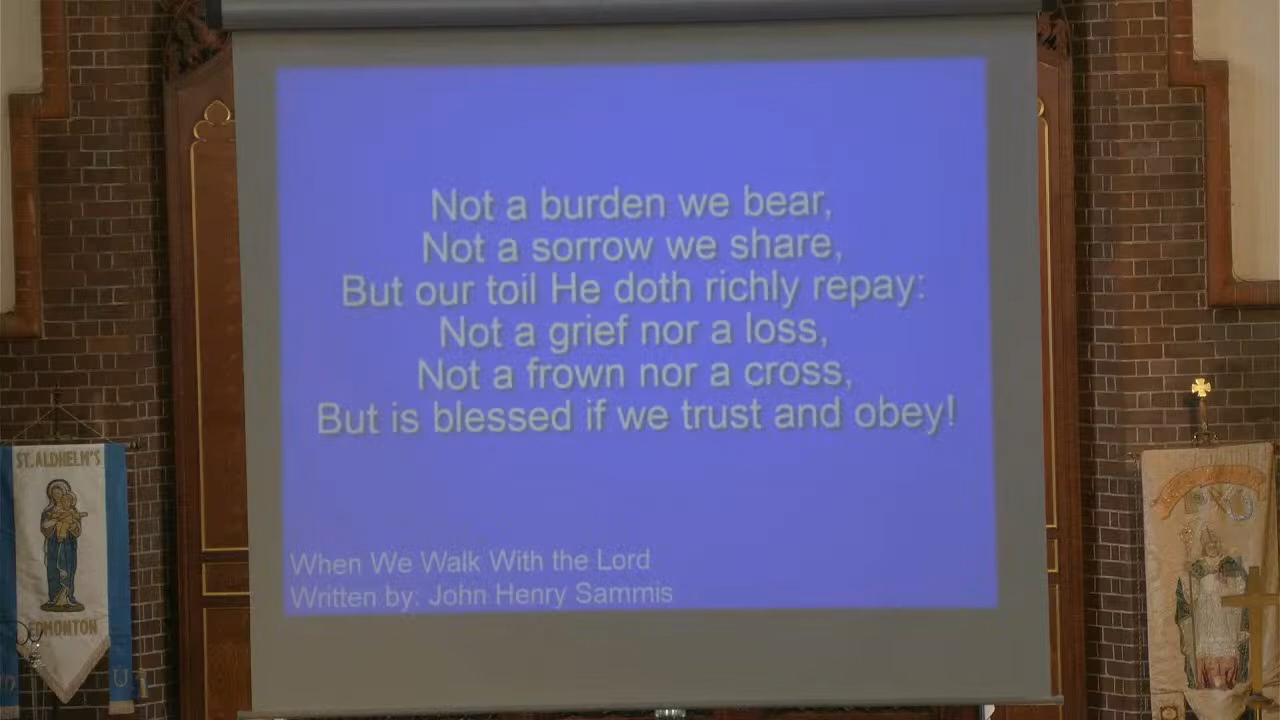 Not a burden we bear,
Not a sorrow we share,
But our toil He doth richly repay:
Not a grief nor a loss,
Not a frown nor a cross,
But is blessed if we trust and obey!
When We Walk With the Lord
Written by: John Henry Sammis
ST. ALDHELM'S
EDMONTON